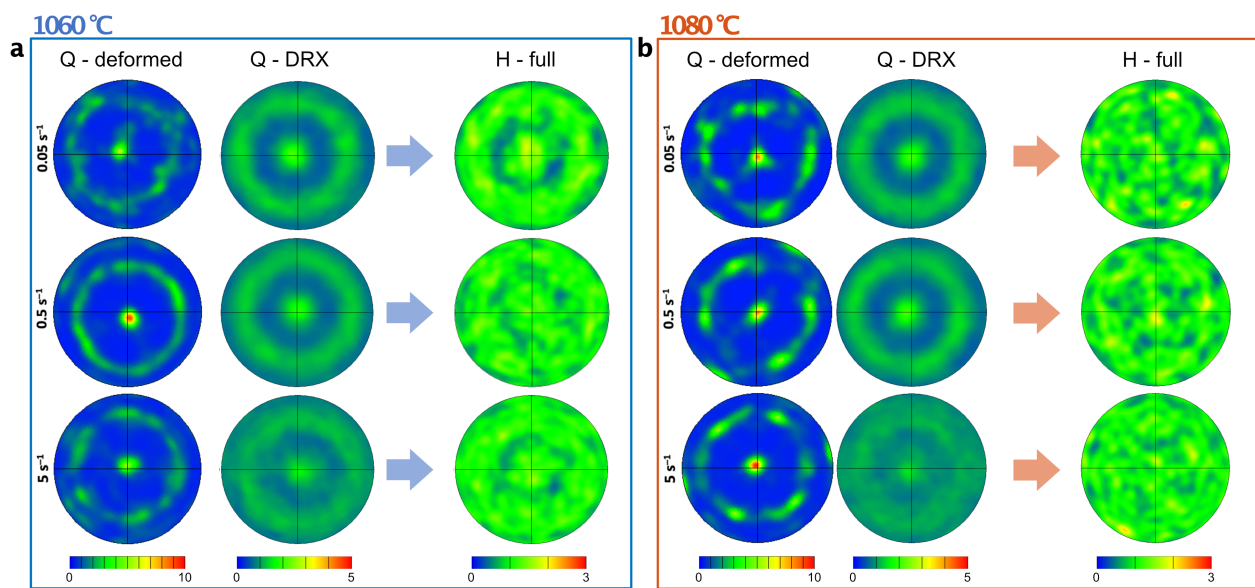 1060 °C
1080 °C
a
b
Q - deformed
Q - DRX
H - full
Q - deformed
Q - DRX
H - full
0.05 s⁻¹
0.05 s⁻¹
0.5 s⁻¹
0.5 s⁻¹
5 s⁻¹
5 s⁻¹
0 10 0 5 0 3 0 10 0 5 0 3